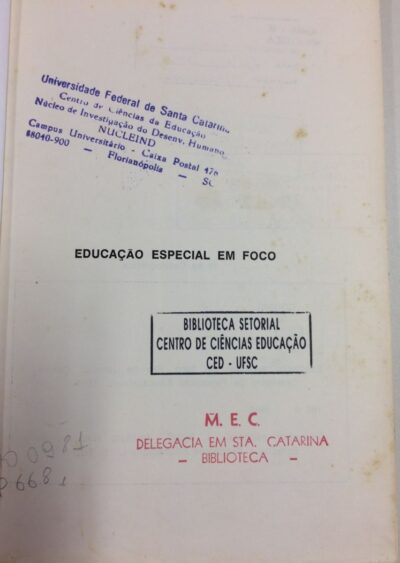 Universidade Federal de Santa Catarina
Centro de Ciências da Educação
Núcleo de Investigação do Desenv. Humano
NUCLEIND
Campus Universitário - Caixa Postal 476
88040-900 — Florianópolis — SC
EDUCAÇÃO ESPECIAL EM FOCO
BIBLIOTECA SETORIAL
CENTRO DE CIÊNCIAS EDUCAÇÃO
CED - UFSC
M. E. C.
DELEGACIA EM STA. CATARINA
— BIBLIOTECA —
0981